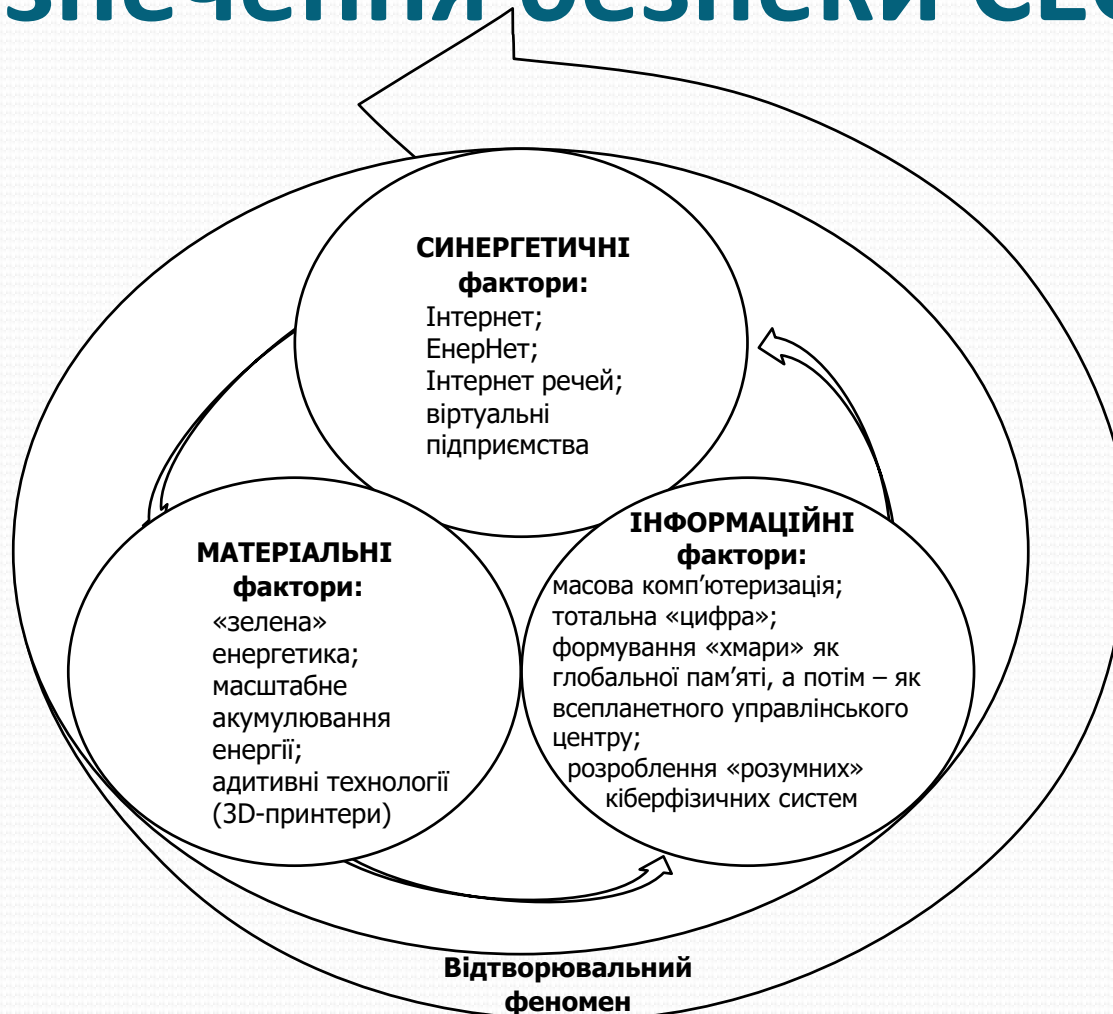 безпеки
СИНЕРГЕТИЧНІ
фактори:
Інтернет;
ЕнерНет;
Інтернет речей;
віртуальні
підприємства
МАТЕРІАЛЬНІ
фактори:
«зелена»
енергетика;
масштабне
акумулювання
енергії;
адитивні технології
(3D-принтери)
ІНФОРМАЦІЙНІ
фактори:
масова комп’ютеризація;
тотальна «цифра»;
формування «хмари» як
глобальної пам’яті, а потім – як
всепланетного управлінського
центру;
розроблення «розумних»
кіберфізичних систем
Відтворювальний
феномен